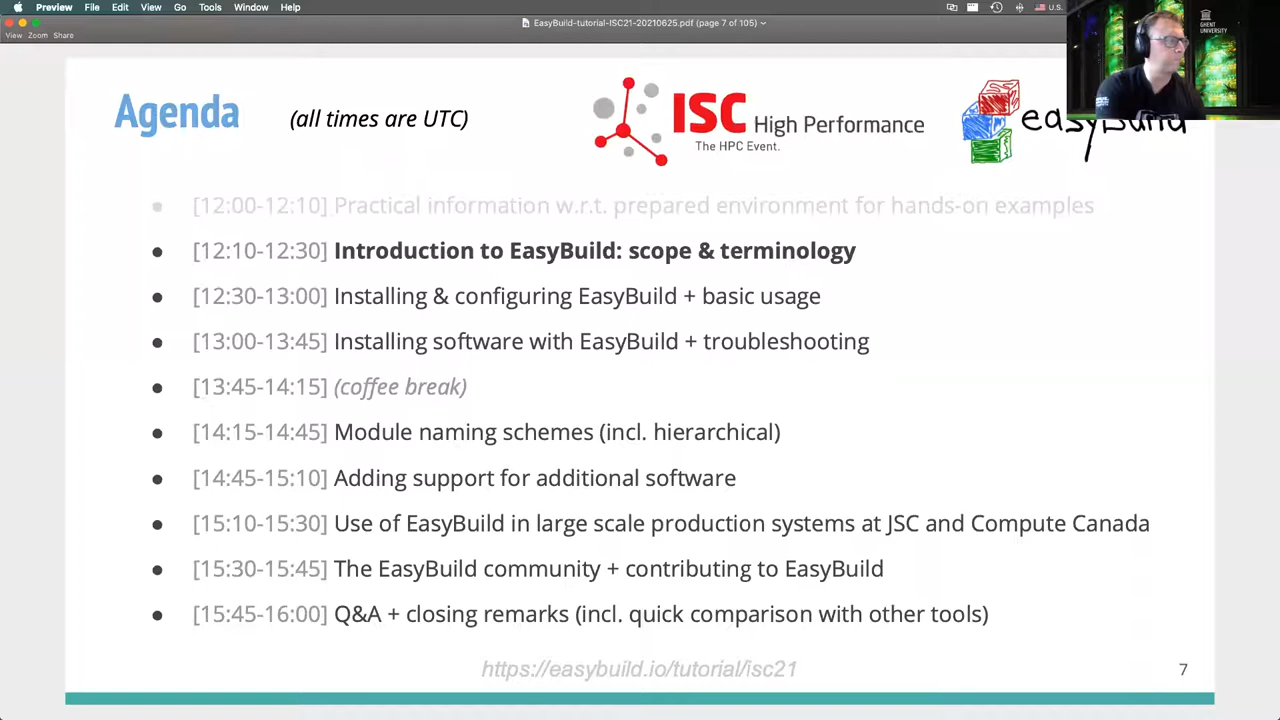 Preview File Edit View Go Tools Window Help
U.S.
EasyBuild-tutorial-ISC21-20210625.pdf (page 7 of 105)
View Zoom Share
GHENT
UNIVERSITY
Agenda
(all times are UTC)
ISC High Performance
The HPC Event.
easybuild
[12:00-12:10] Practical information w.r.t. prepared environment for hands-on examples
[12:10-12:30] Introduction to EasyBuild: scope & terminology
[12:30-13:00] Installing & configuring EasyBuild + basic usage
[13:00-13:45] Installing software with EasyBuild + troubleshooting
[13:45-14:15] (coffee break)
[14:15-14:45] Module naming schemes (incl. hierarchical)
[14:45-15:10] Adding support for additional software
[15:10-15:30] Use of EasyBuild in large scale production systems at JSC and Compute Canada
[15:30-15:45] The EasyBuild community + contributing to EasyBuild
[15:45-16:00] Q&A + closing remarks (incl. quick comparison with other tools)
https://easybuild.io/tutorial/isc21
7